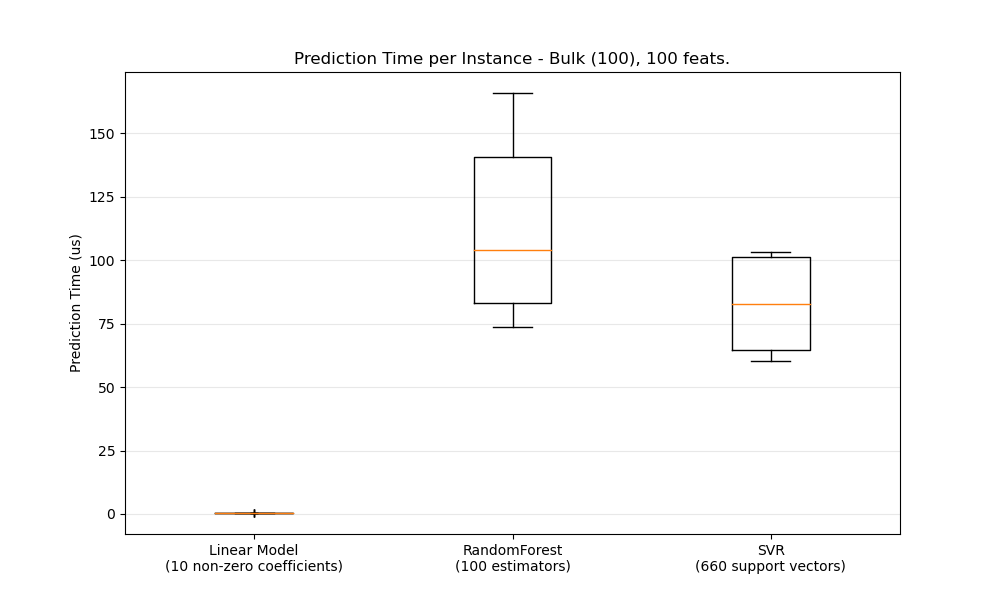 Prediction Time per Instance - Bulk (100), 100 feats.
Prediction Time (us)
150
125
100
75
50
25
0
Linear Model
(10 non-zero coefficients)
RandomForest
(100 estimators)
SVR
(660 support vectors)